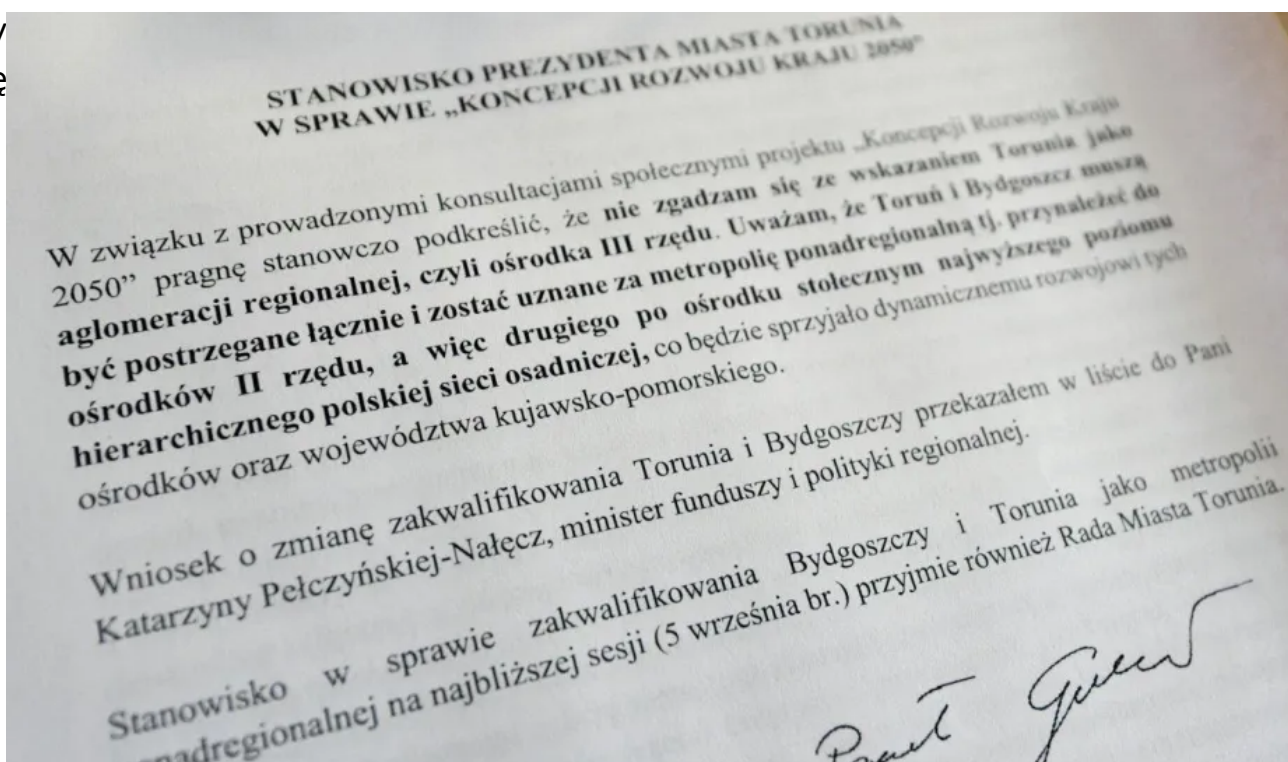 STANOWISKO PREZYDENTA MIASTA TORUNIA
W SPRAWIE „KONCEPCJI ROZWOJU KRAJU 2050”
W związku z prowadzonymi konsultacjami społecznymi projektu „Koncepcji Rozwoju Kraju
2050” pragnę stanowczo podkreślić, że nie zgadzam się ze wskazaniem Torunia jako
aglomeracji regionalnej, czyli ośrodka III rzędu. Uważam, że Toruń i Bydgoszcz muszą
być postrzegane łącznie i zostać uznane za metropolię ponadregionalną tj. przynależeć do
ośrodków II rzędu, a więc drugiego po ośrodku stołecznym najwyższego poziomu
hierarchicznego polskiej sieci osadniczej, co będzie sprzyjało dynamicznemu rozwojowi tych
ośrodków oraz województwa kujawsko-pomorskiego.
Wniosek o zmianę zakwalifikowania Torunia i Bydgoszczy przekazałem w liście do Pani
Katarzyny Pełczyńskiej-Nałęcz, minister funduszy i polityki regionalnej.
Stanowisko w sprawie zakwalifikowania Bydgoszczy i Torunia jako metropolii
ponadregionalnej na najbliższej sesji (5 września br.) przyjmie również Rada Miasta Torunia.
Paweł